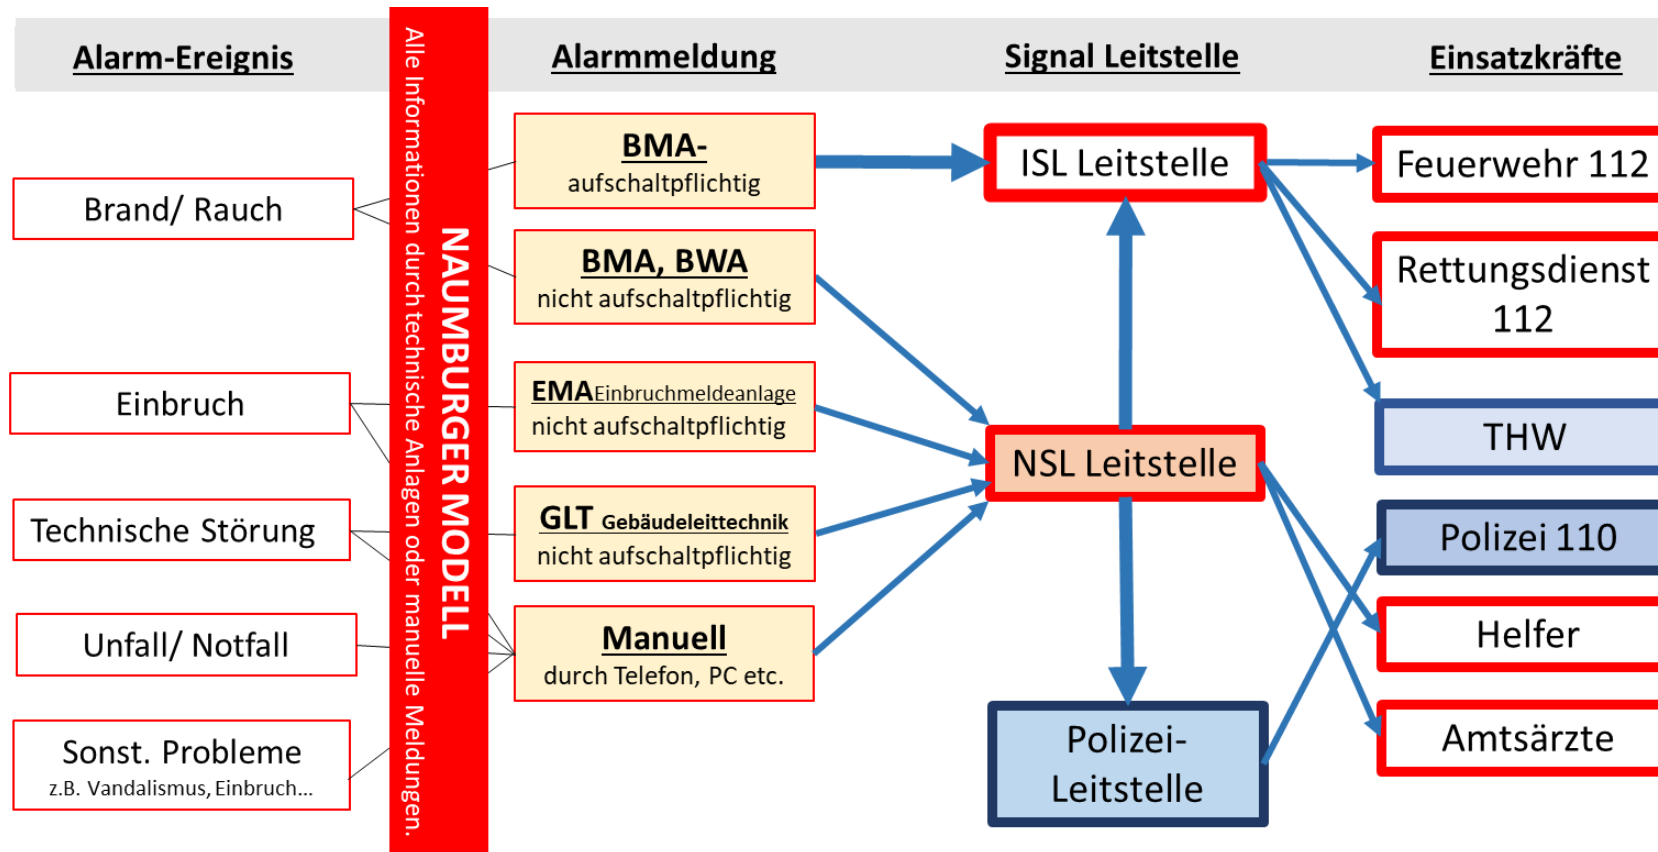 Alarm-Ereignis
Alarmmeldung
Signal Leitstelle
Einsatzkräfte
Brand/ Rauch
Einbruch
Technische Störung
Unfall/ Notfall
Sonst. Probleme
z.B. Vandalismus, Einbruch...
Alle Informationen durch technische Anlagen oder manuelle Meldungen.
NAUMBURGER MODELL
BMA-
aufschaltpflichtig
BMA, BWA
nicht aufschaltpflichtig
EMA Einbruchmeldeanlage
nicht aufschaltpflichtig
GLT Gebäudeleittechnik
nicht aufschaltpflichtig
Manuell
durch Telefon, PC etc.
ISL Leitstelle
NSL Leitstelle
Polizei-
Leitstelle
Feuerwehr 112
Rettungsdienst
112
THW
Polizei 110
Helfer
Amtsärzte